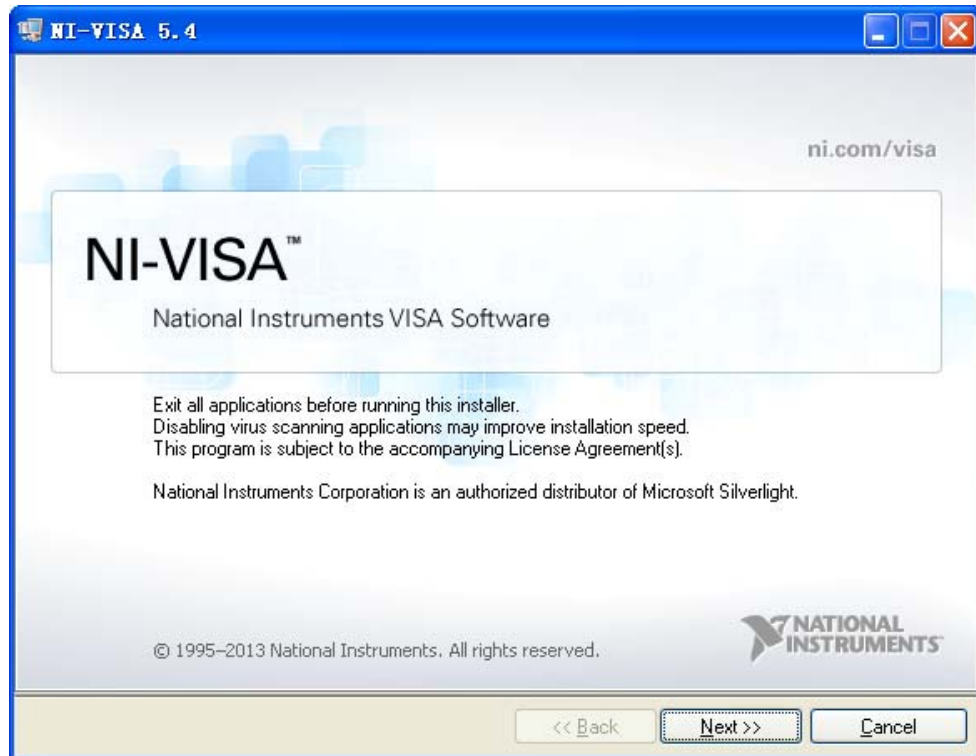 NI-VISA 5.4
ni.com/visa
NI-VISA™
National Instruments VISA Software
Exit all applications before running this installer.
Disabling virus scanning applications may improve installation speed.
This program is subject to the accompanying License Agreement(s).
National Instruments Corporation is an authorized distributor of Microsoft Silverlight.
© 1995–2013 National Instruments. All rights reserved.
NATIONAL
INSTRUMENTS™
<< Back Next >> Cancel